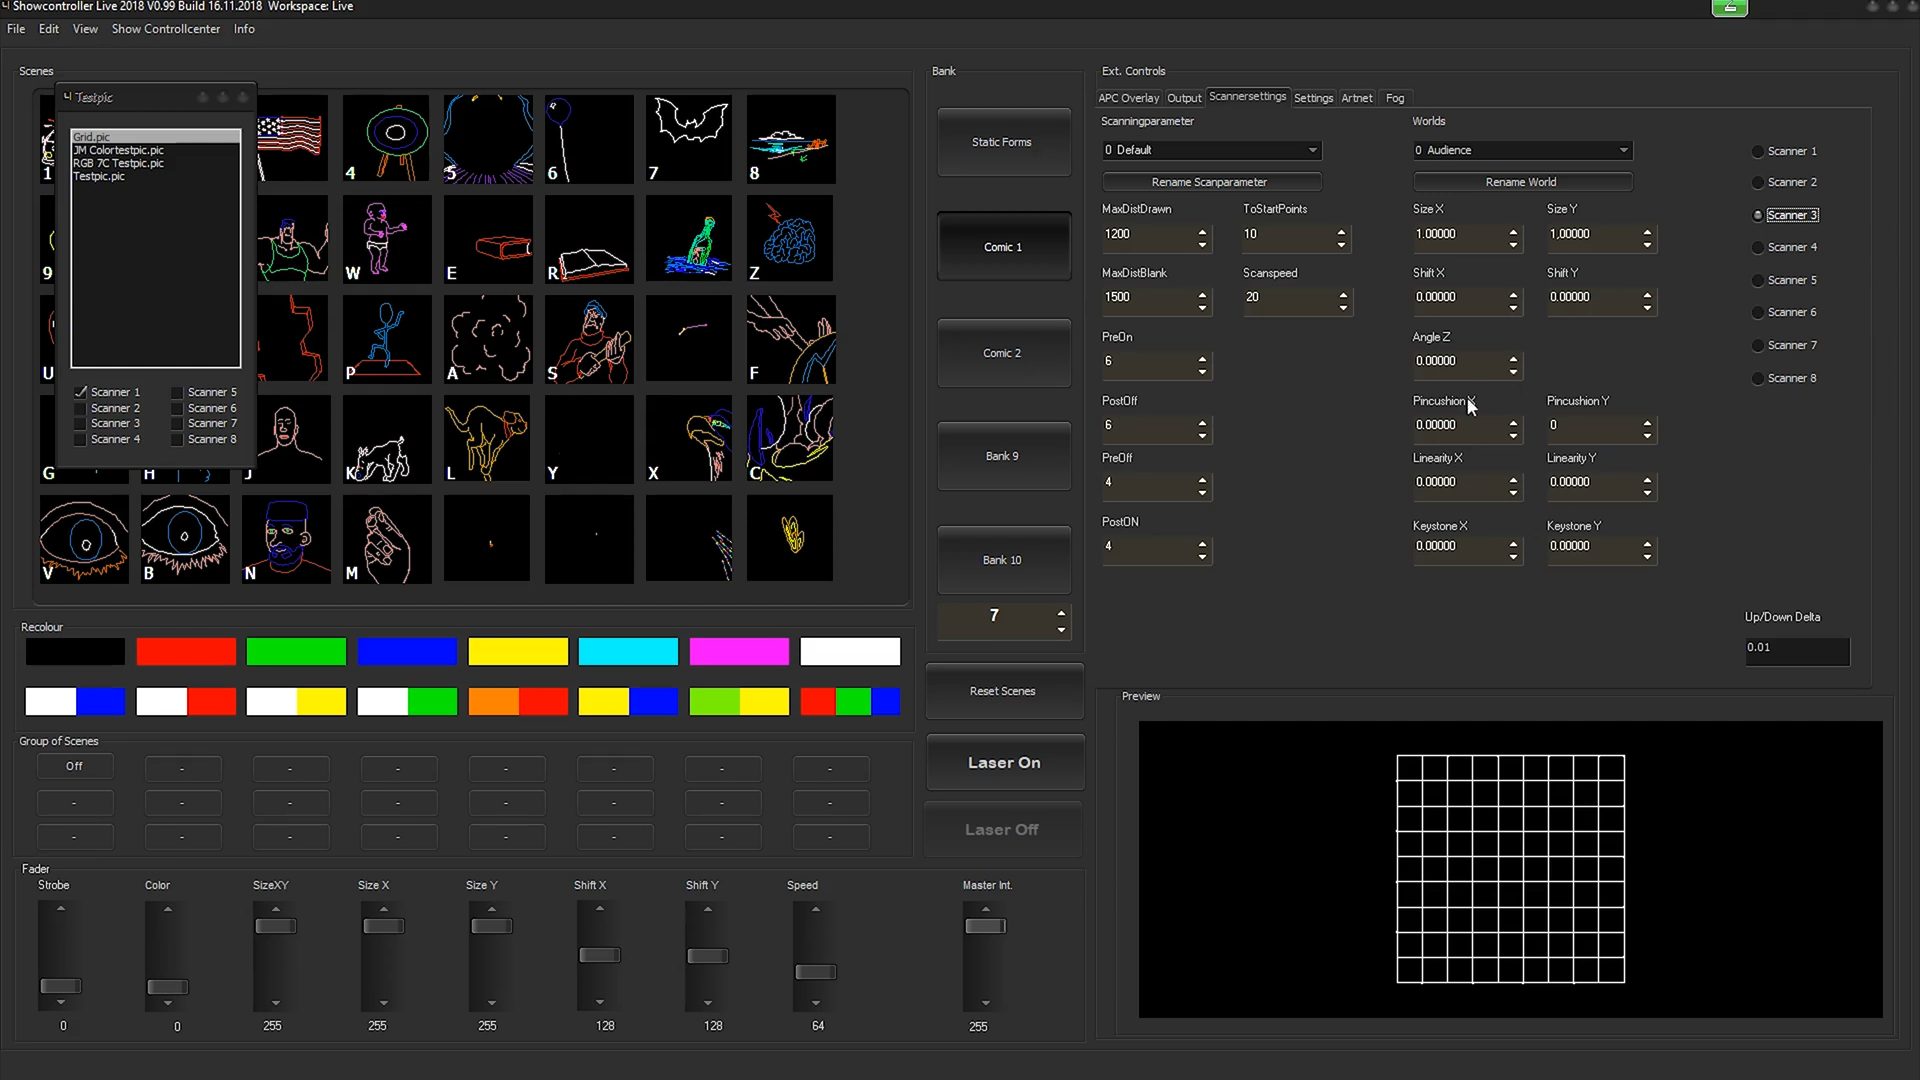 Showcontroller Live 2018 V0.99 Build 16.11.2018 Workspace: Live
File Edit View Show Controllcenter Info
Scenes
Testpic
Grid.pic
JM Colortestpic.pic
RGB 7C Testpic.pic
Testpic.pic
Scanner 1 Scanner 5
Scanner 2 Scanner 6
Scanner 3 Scanner 7
Scanner 4 Scanner 8
1 4 5 6 7 8
9 W E R Z
U P A S F
G H J K L Y X C
V B N M
Recolour
Group of Scenes
Off - - - - - - -
- - - - - - - -
- - - - - - - -
Fader
Strobe Color SizeXY Size X Size Y Shift X Shift Y Speed Master Int.
0 0 255 255 255 128 128 64 255
Bank
Static Forms
Comic 1
Comic 2
Bank 9
Bank 10
7
Reset Scenes
Laser On
Laser Off
Ext. Controls
APC Overlay Output Scannersettings Settings Artnet Fog
Scanningparameter Worlds
0 Default 0 Audience
Rename Scanparameter Rename World
MaxDistDrawn ToStartPoints Size X Size Y
1200 10 1.00000 1,00000
MaxDistBlank Scanspeed Shift X Shift Y
1500 20 0.00000 0.00000
PreOn Angle Z
6 0.00000
PostOff Pincushion X Pincushion Y
6 0.00000 0
PreOff Linearity X Linearity Y
4 0.00000 0.00000
PostON Keystone X Keystone Y
4 0.00000 0.00000
Scanner 1
Scanner 2
Scanner 3
Scanner 4
Scanner 5
Scanner 6
Scanner 7
Scanner 8
Up/Down Delta
0.01
Preview